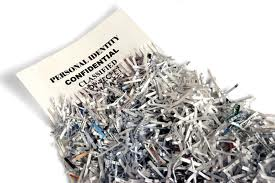 PERSONAL IDENTITY
CONFIDENTIAL
CLASSIFIED